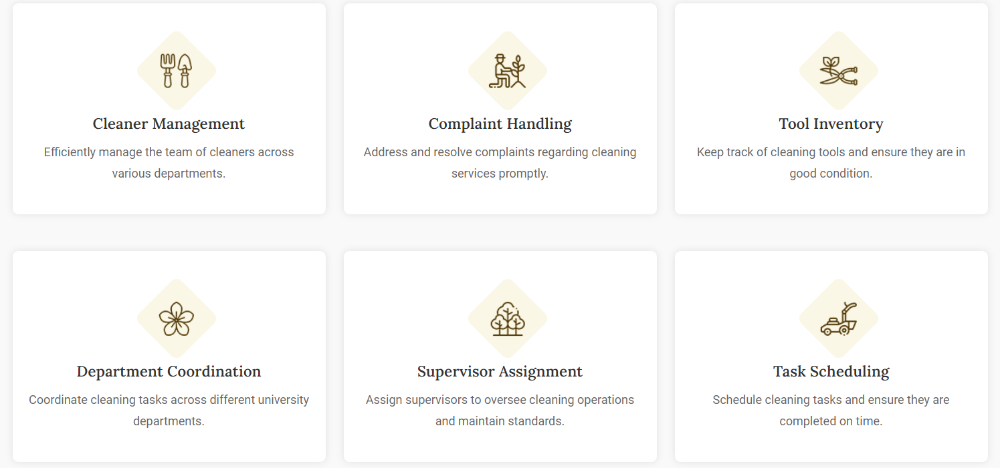 Cleaner Management
Efficiently manage the team of cleaners across
various departments.
Complaint Handling
Address and resolve complaints regarding cleaning
services promptly.
Tool Inventory
Keep track of cleaning tools and ensure they are in
good condition.
Department Coordination
Coordinate cleaning tasks across different university
departments.
Supervisor Assignment
Assign supervisors to oversee cleaning operations
and maintain standards.
Task Scheduling
Schedule cleaning tasks and ensure they are
completed on time.